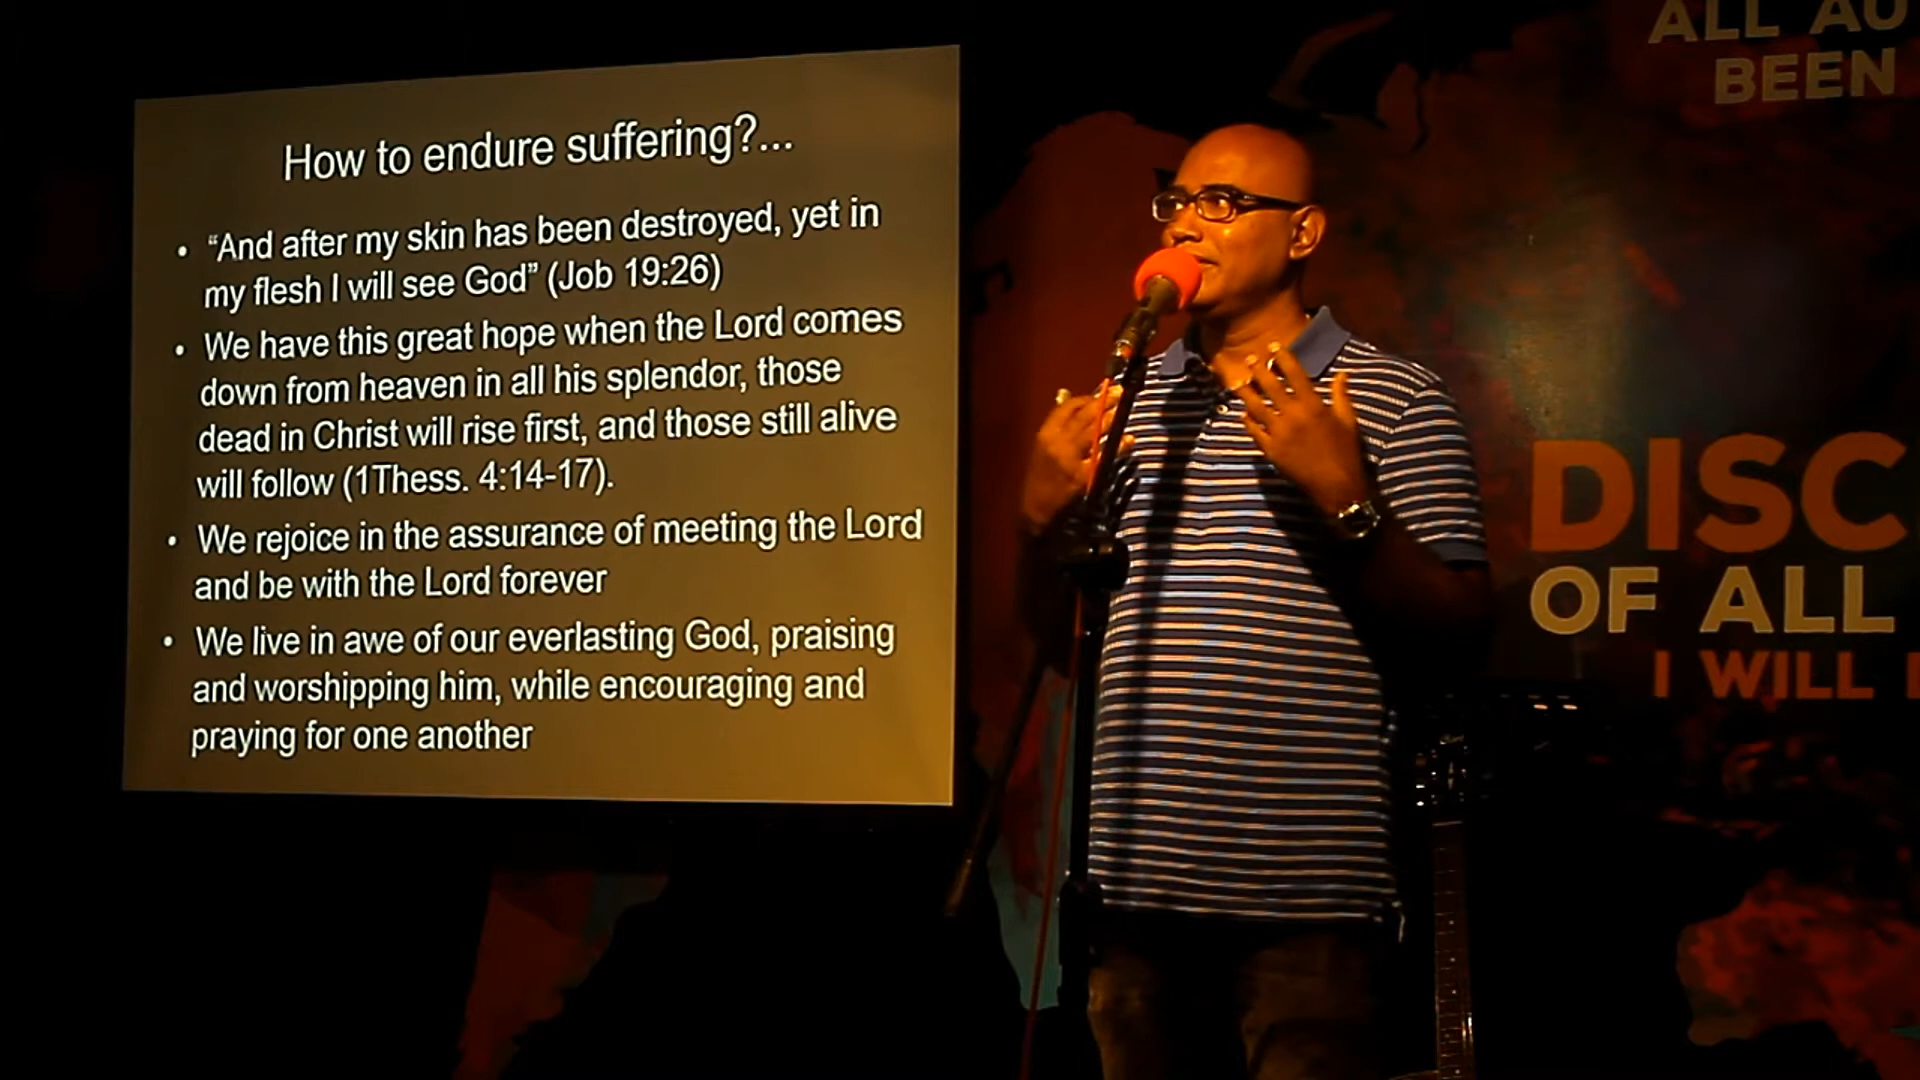 How to endure suffering?...
• “And after my skin has been destroyed, yet in
my flesh I will see God” (Job 19:26)
• We have this great hope when the Lord comes
down from heaven in all his splendor, those
dead in Christ will rise first, and those still alive
will follow (1Thess. 4:14-17).
• We rejoice in the assurance of meeting the Lord
and be with the Lord forever
• We live in awe of our everlasting God, praising
and worshipping him, while encouraging and
praying for one another
ALL AU
BEEN
DISC
OF ALL
I WILL